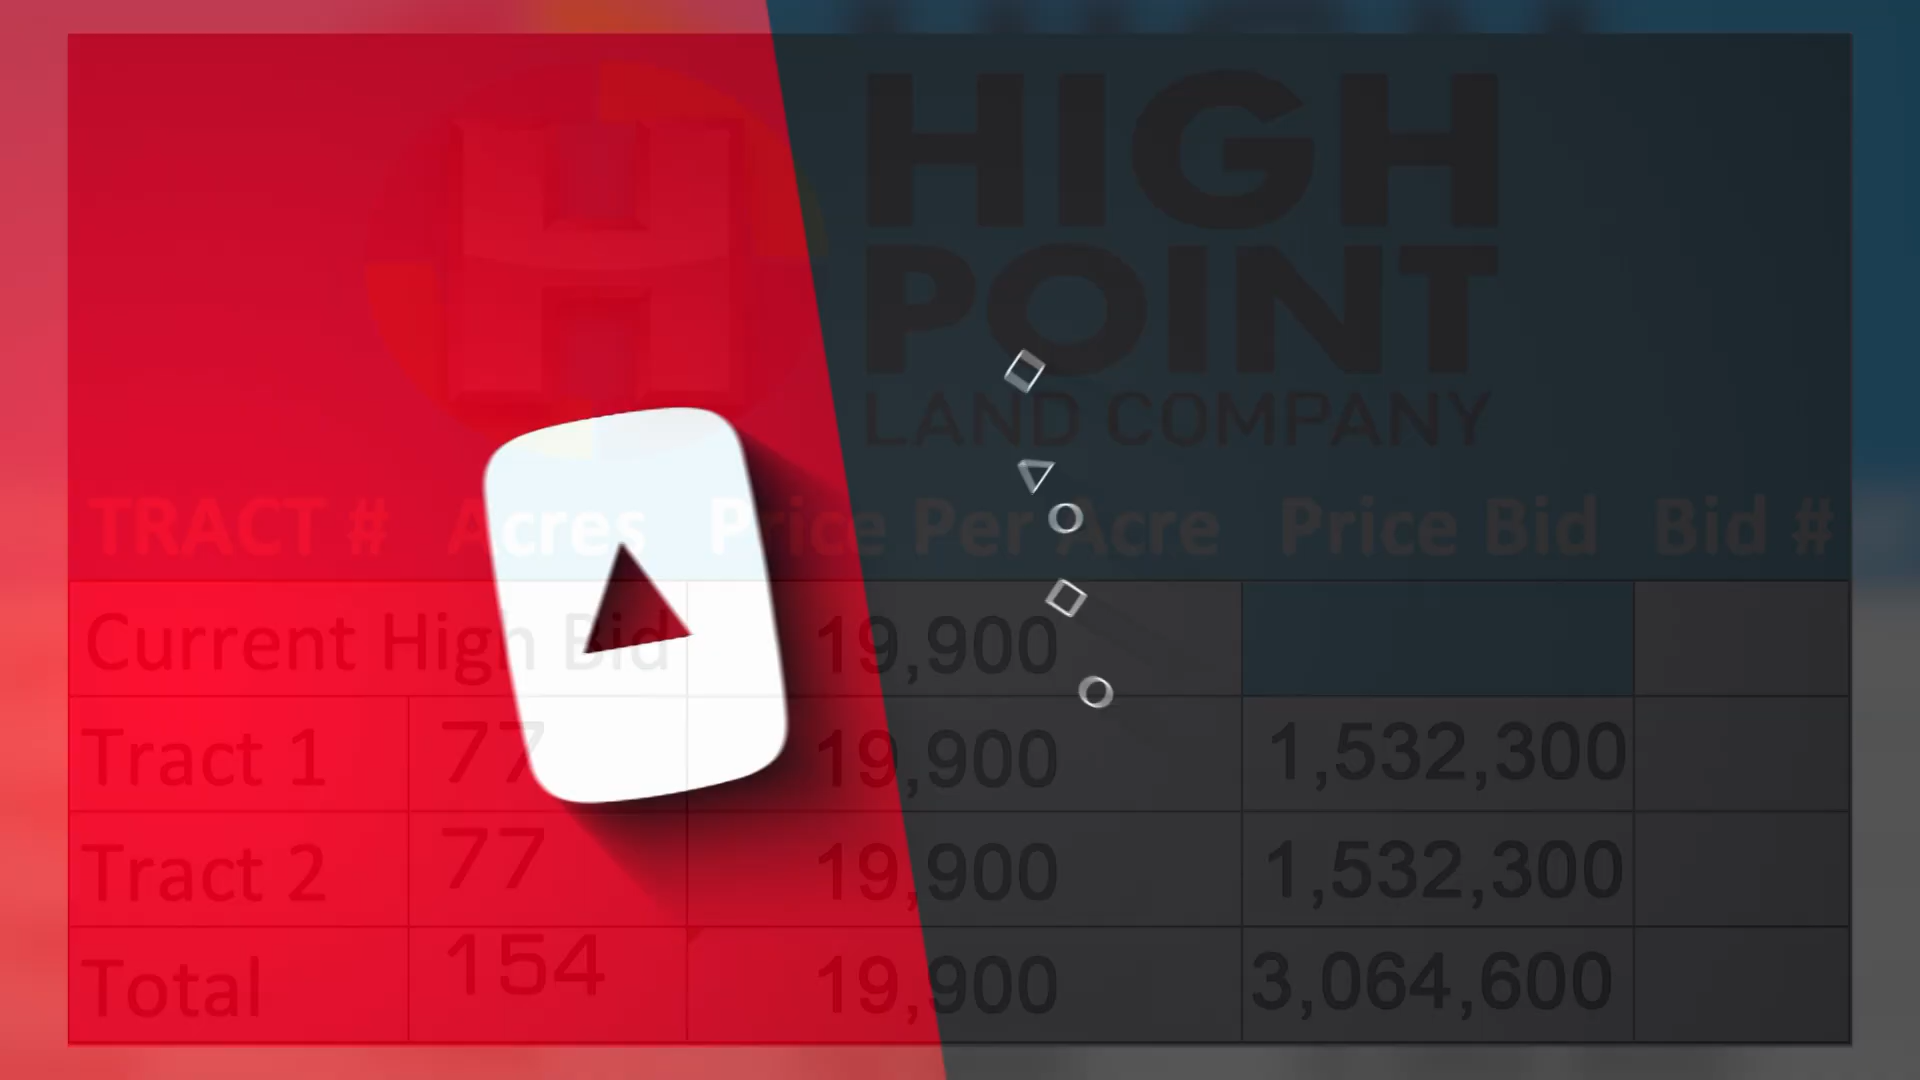 H
HIGH
POINT
LAND COMPANY
TRACT # Acres Price Per Acre Price Bid Bid #
Current High Bid 19,900
Tract 1 77 19,900 1,532,300
Tract 2 77 19,900 1,532,300
Total 154 19,900 3,064,600